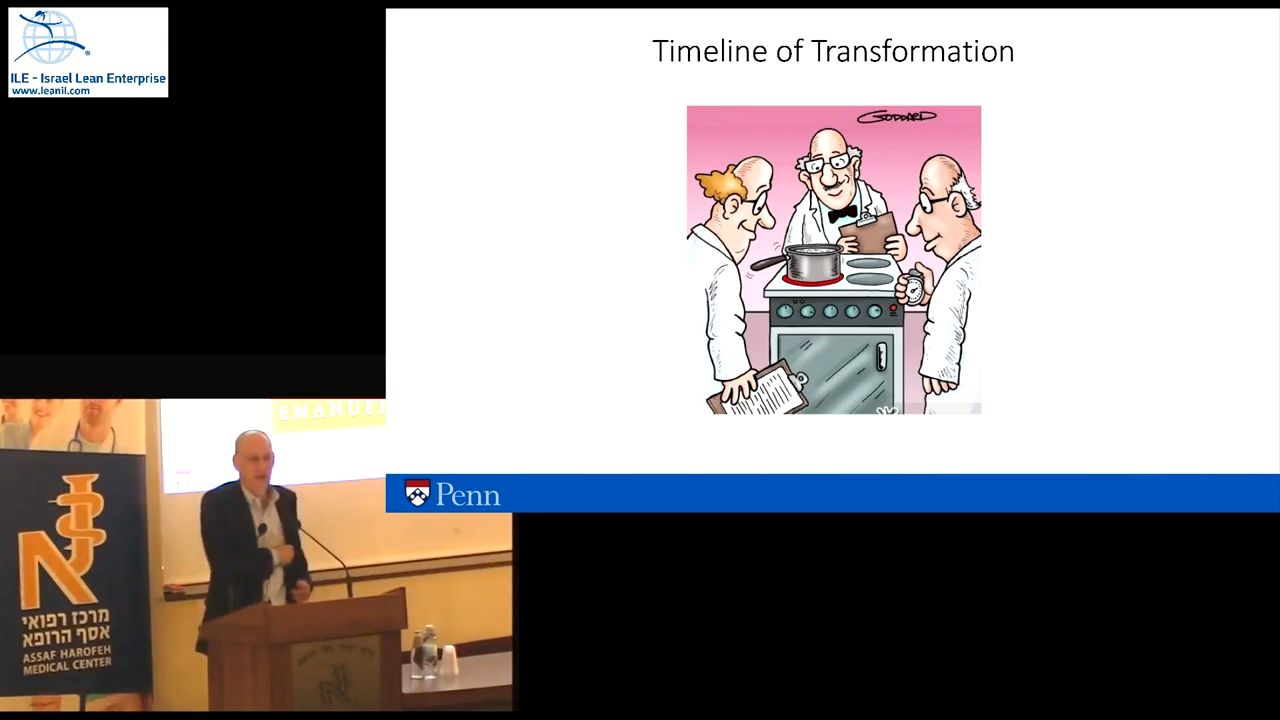 ILE - Israel Lean Enterprise
www.leanil.com
Timeline of Transformation
GODDARD
Penn
EMANUEL
מרכז רפואי
אסף הרופא
ASSAF HAROFEH
MEDICAL CENTER